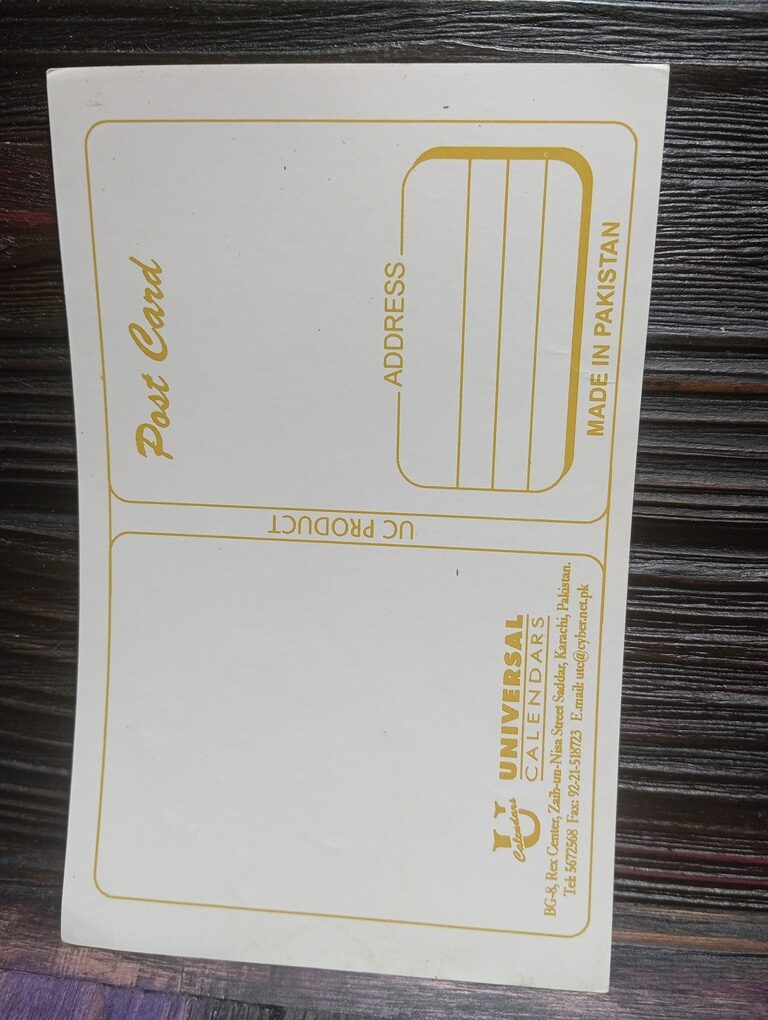 Post Card
ADDRESS
MADE IN PAKISTAN
UC PRODUCT
Calendars
UNIVERSAL
CALENDARS
BG-8, Rex Center, Zaib-un-Nisa Street Saddar, Karachi, Pakistan.
Tel: 5672568 Fax: 92-21-518723 E.mail: utc@cyber.net.pk